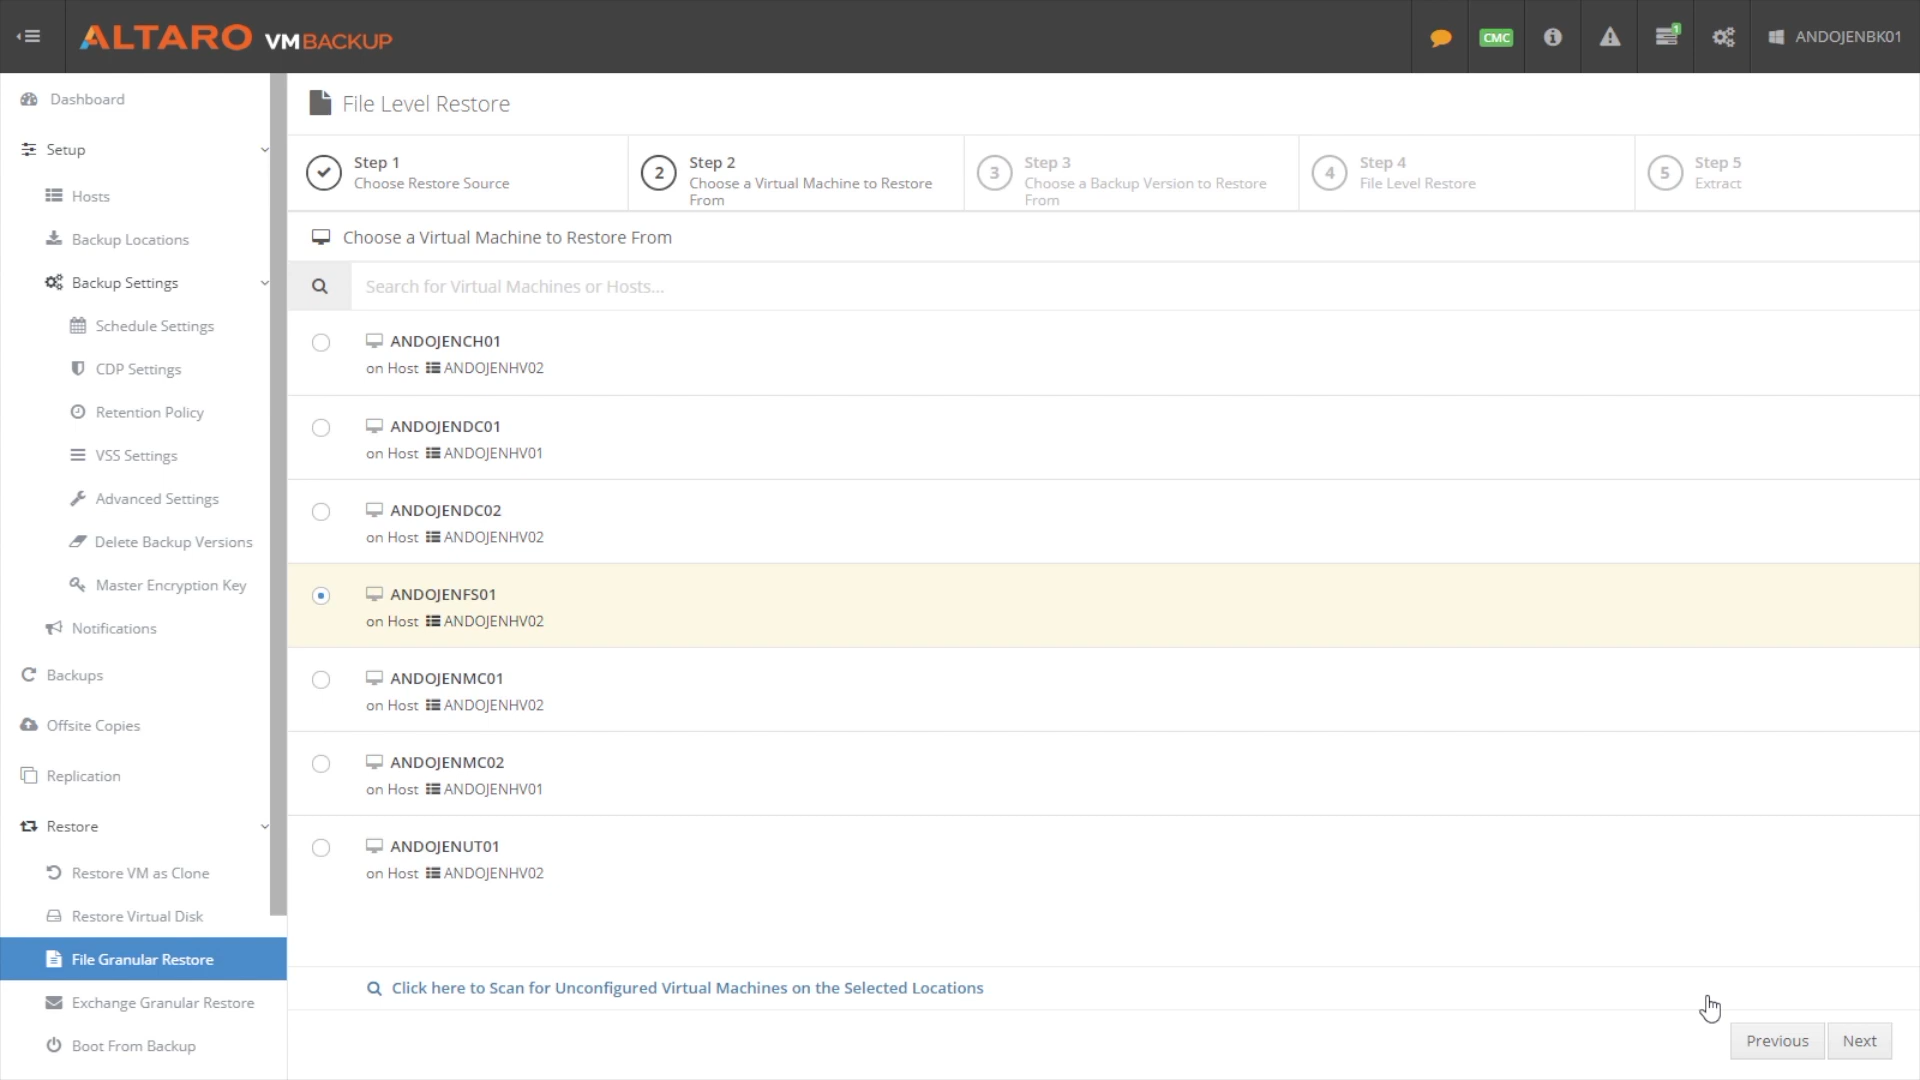 ALTARO VMBACKUP
CMC
1
ANDOJENBK01
Dashboard
Setup
Hosts
Backup Locations
Backup Settings
Schedule Settings
CDP Settings
Retention Policy
VSS Settings
Advanced Settings
Delete Backup Versions
Master Encryption Key
Notifications
Backups
Offsite Copies
Replication
Restore
Restore VM as Clone
Restore Virtual Disk
File Granular Restore
Exchange Granular Restore
Boot From Backup
File Level Restore
Step 1
Choose Restore Source
2
Step 2
Choose a Virtual Machine to Restore
From
3
Step 3
Choose a Backup Version to Restore
From
4
Step 4
File Level Restore
5
Step 5
Extract
Choose a Virtual Machine to Restore From
Search for Virtual Machines or Hosts...
ANDOJENCH01
on Host ANDOJENHV02
ANDOJENDC01
on Host ANDOJENHV01
ANDOJENDC02
on Host ANDOJENHV02
ANDOJENFS01
on Host ANDOJENHV02
ANDOJENMC01
on Host ANDOJENHV02
ANDOJENMC02
on Host ANDOJENHV01
ANDOJENUT01
on Host ANDOJENHV02
Click here to Scan for Unconfigured Virtual Machines on the Selected Locations
Previous
Next